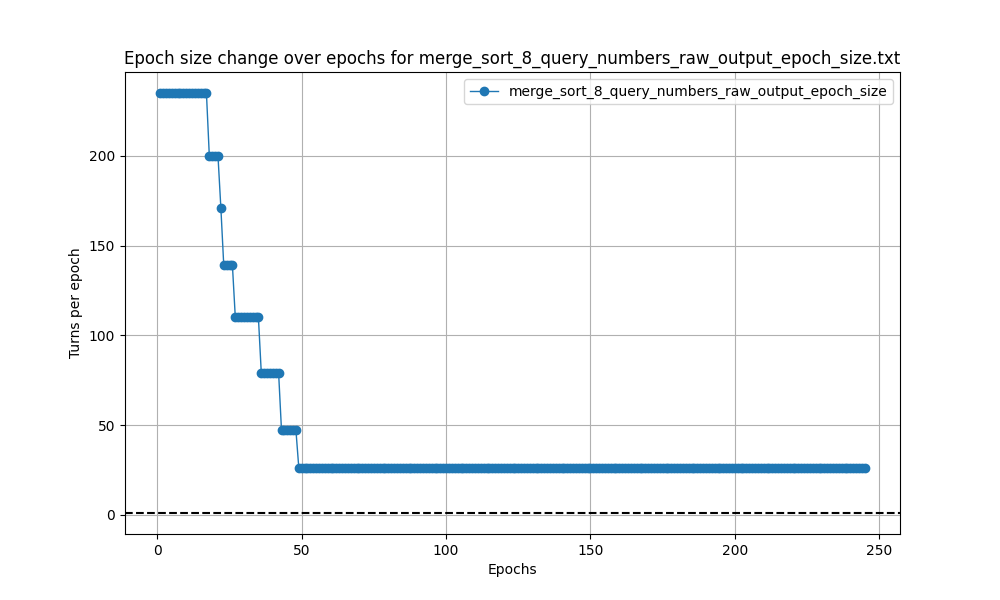 Epoch size change over epochs for merge_sort_8_query_numbers_raw_output_epoch_size.txt
merge_sort_8_query_numbers_raw_output_epoch_size
Turns per epoch
200
150
100
50
0
0 50 100 150 200 250
Epochs